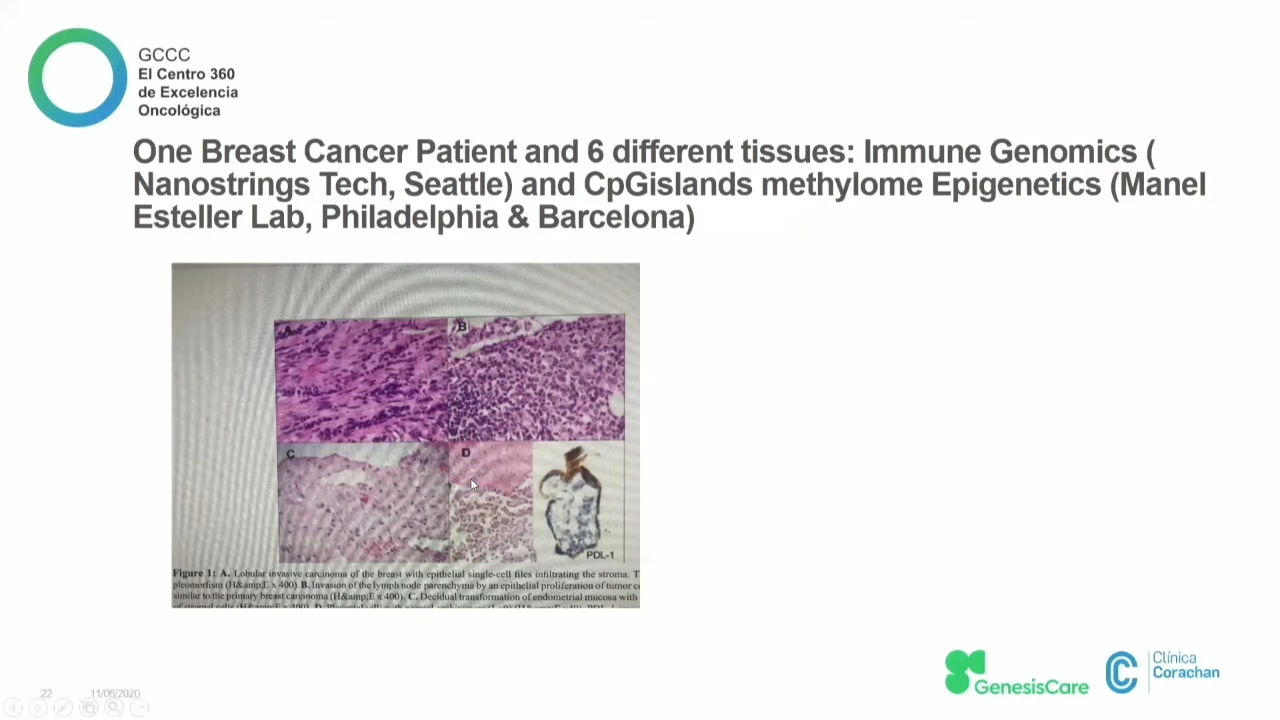 GCCC
El Centro 360
de Excelencia
Oncológica
One Breast Cancer Patient and 6 different tissues: Immune Genomics (
Nanostrings Tech, Seattle) and CpGislands methylome Epigenetics (Manel
Esteller Lab, Philadelphia & Barcelona)
A
B
C
D
PDL-1
Figure 1: A. Lobular invasive carcinoma of the breast with epithelial single-cell files infiltrating the stroma. T
pleomortism (H&amp;E x 400). B. Invasion of the lymph node parenchyma by an epithelial proliferation of tumor c
similar to the primary breast carcinoma (H&amp;E x 400). C. Decidual transformation of endometrial mucosa with
GenesisCare
Clínica
Corachan
22
11/06/2020